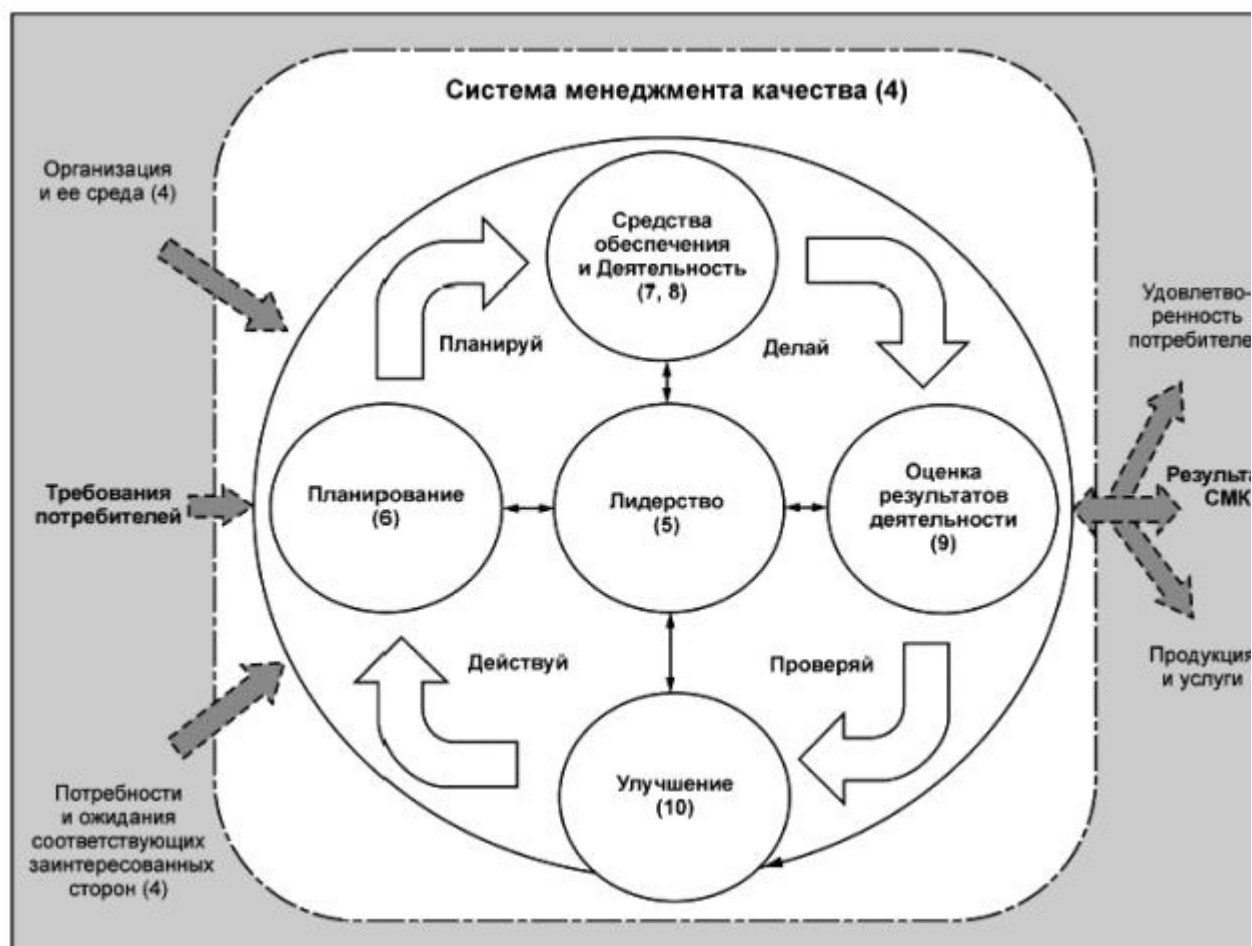 Система менеджмента качества (4)
Организация
и ее среда (4)
Средства
обеспечения
и Деятельность
(7, 8)
Планируй
Делай
Удовлетво-
ренность
потребителе
Требования
потребителей
Планирование
(6)
Лидерство
(5)
Оценка
результатов
деятельности
(9)
Результа
СМК
Действуй
Проверяй
Продукция
и услуги
Улучшение
(10)
Потребности
и ожидания
соответствующих
заинтересованных
сторон (4)